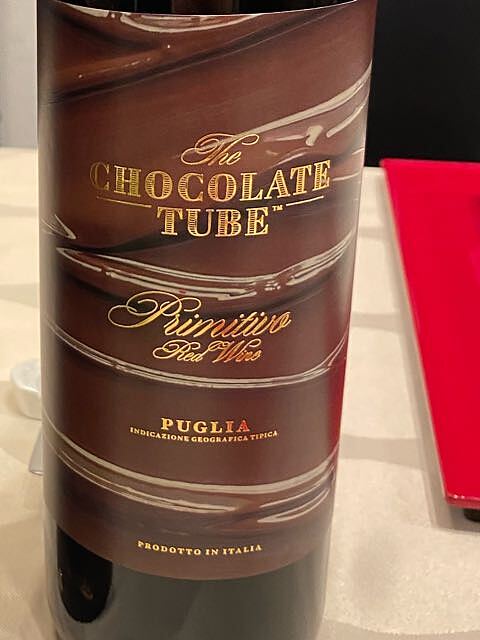 The
CHOCOLATE
TUBE™
Primitivo
Red Wine
PUGLIA
INDICAZIONE GEOGRAFICA TIPICA
PRODOTTO IN ITALIA